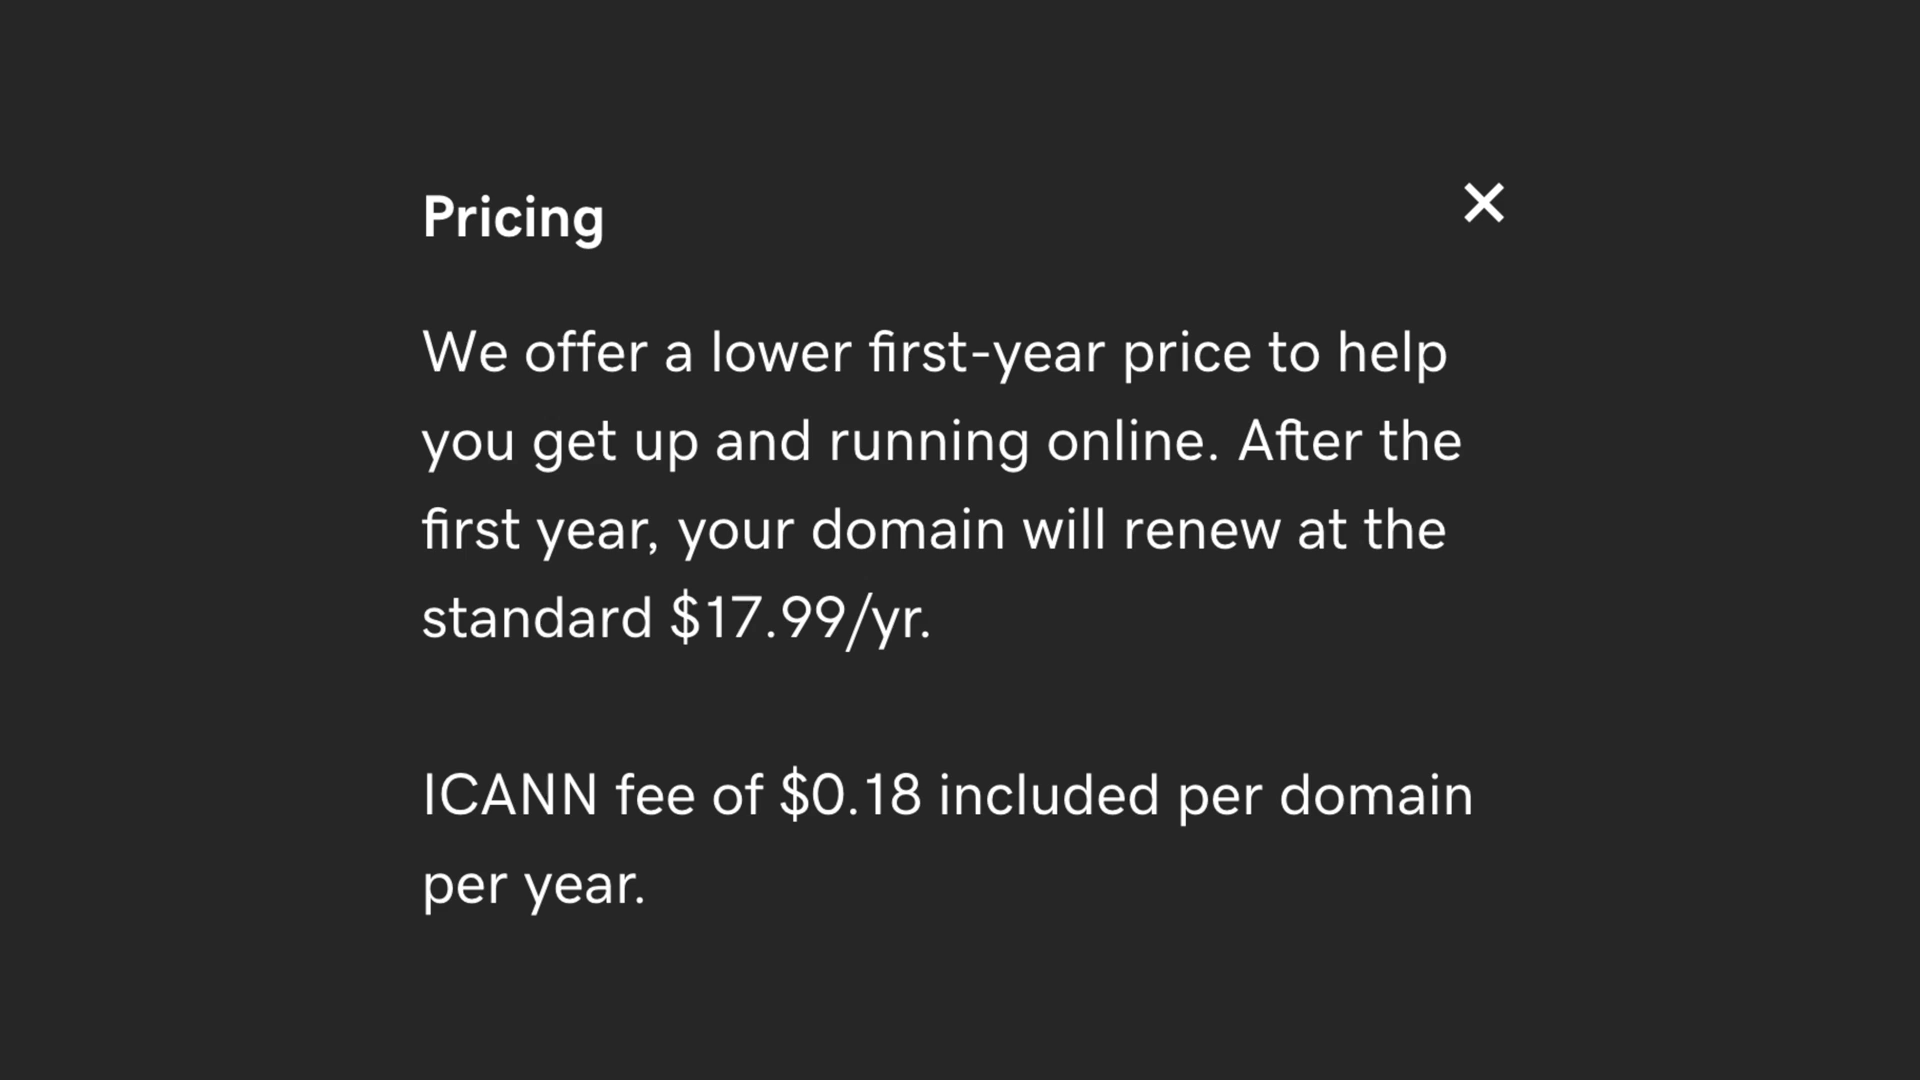 Pricing
We offer a lower first-year price to help
you get up and running online. After the
first year, your domain will renew at the
standard $17.99/yr.
ICANN fee of $0.18 included per domain
per year.